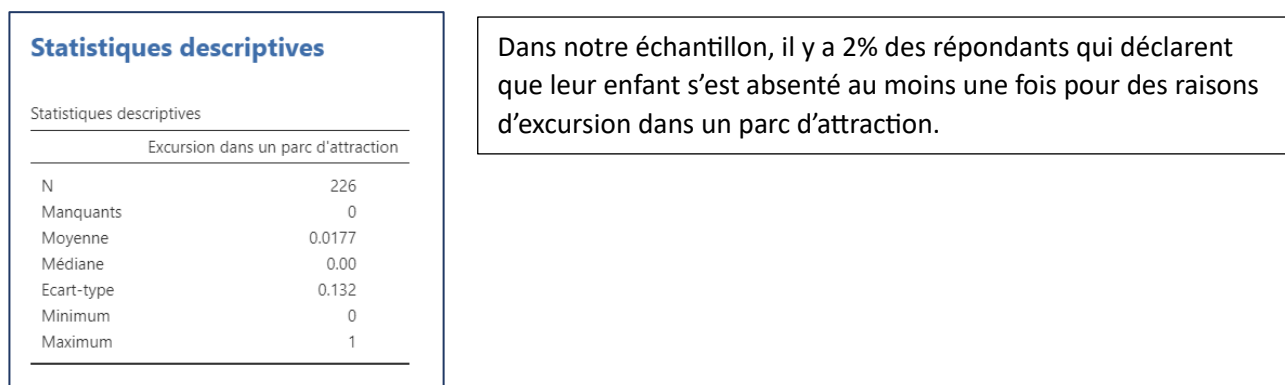 Statistiques descriptives
Statistiques descriptives
Excursion dans un parc d'attraction
N 226
Manquants 0
Moyenne 0.0177
Médiane 0.00
Ecart-type 0.132
Minimum 0
Maximum 1
Dans notre échantillon, il y a 2% des répondants qui déclarent
que leur enfant s’est absenté au moins une fois pour des raisons
d’excursion dans un parc d’attraction.